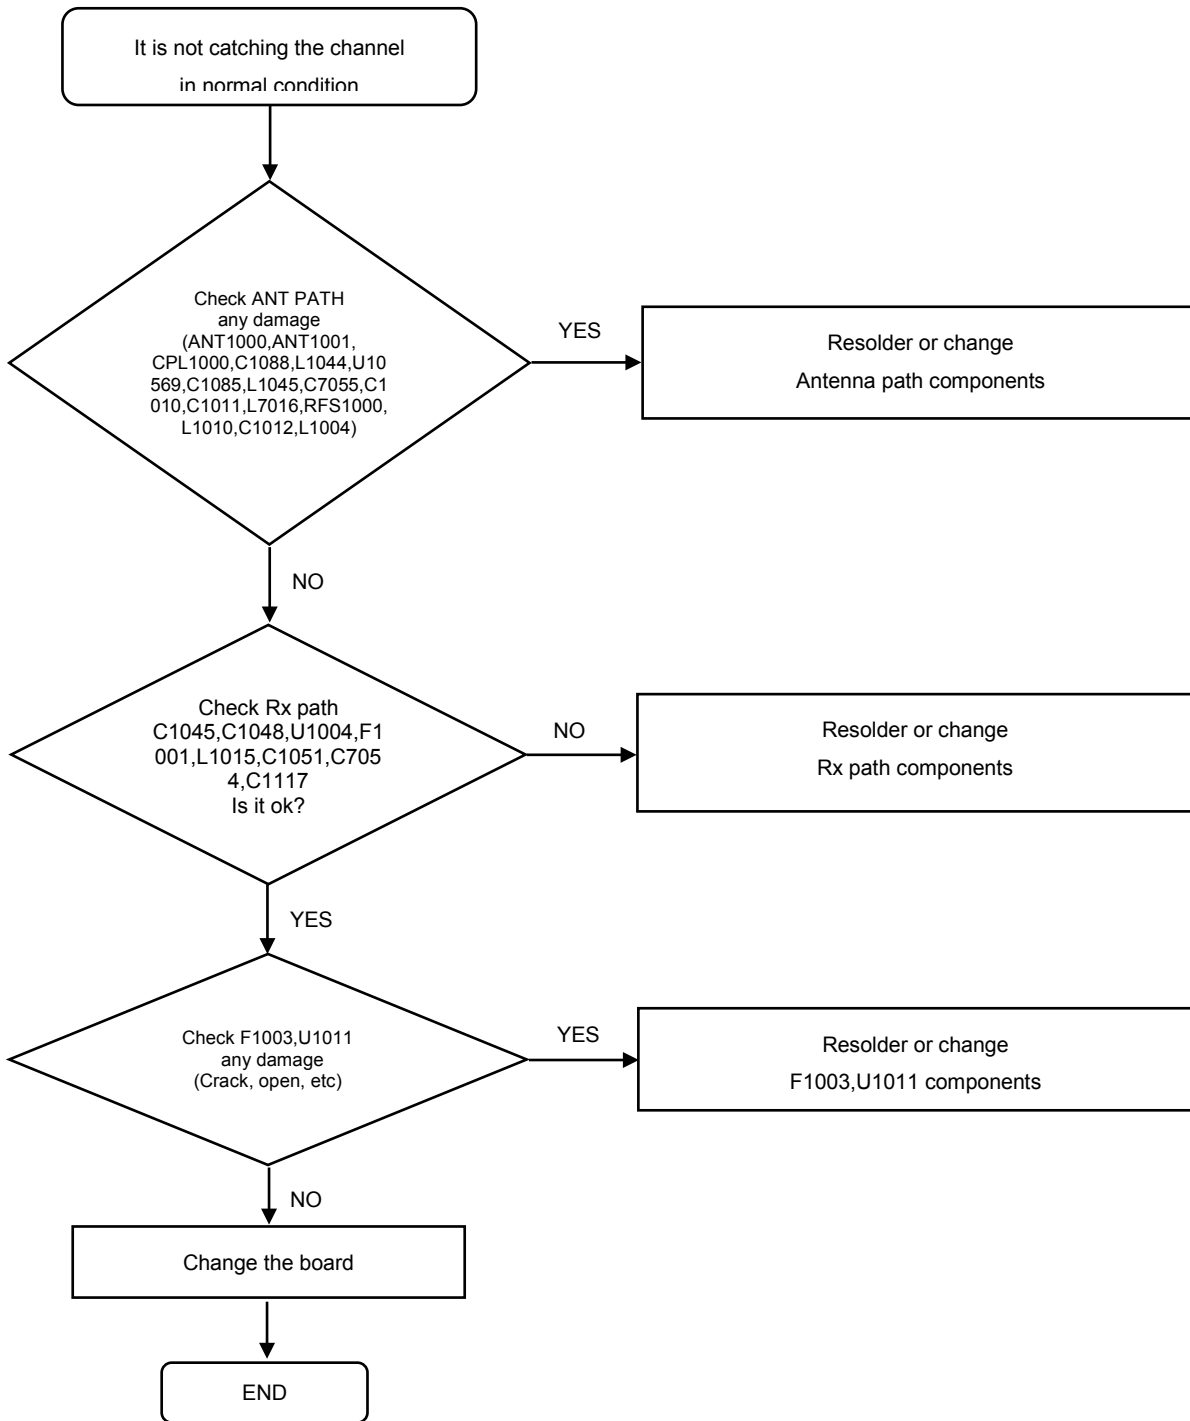 It is not catching the channel
in normal condition
Check ANT PATH
any damage
(ANT1000,ANT1001,
CPL1000,C1088,L1044,U10
569,C1085,L1045,C7055,C1
010,C1011,L7016,RFS1000,
L1010,C1012,L1004)
YES
Resolder or change
Antenna path components
NO
Check Rx path
C1045,C1048,U1004,F1
001,L1015,C1051,C705
4,C1117
Is it ok?
NO
Resolder or change
Rx path components
YES
Check F1003,U1011
any damage
(Crack, open, etc)
YES
Resolder or change
F1003,U1011 components
NO
Change the board
END